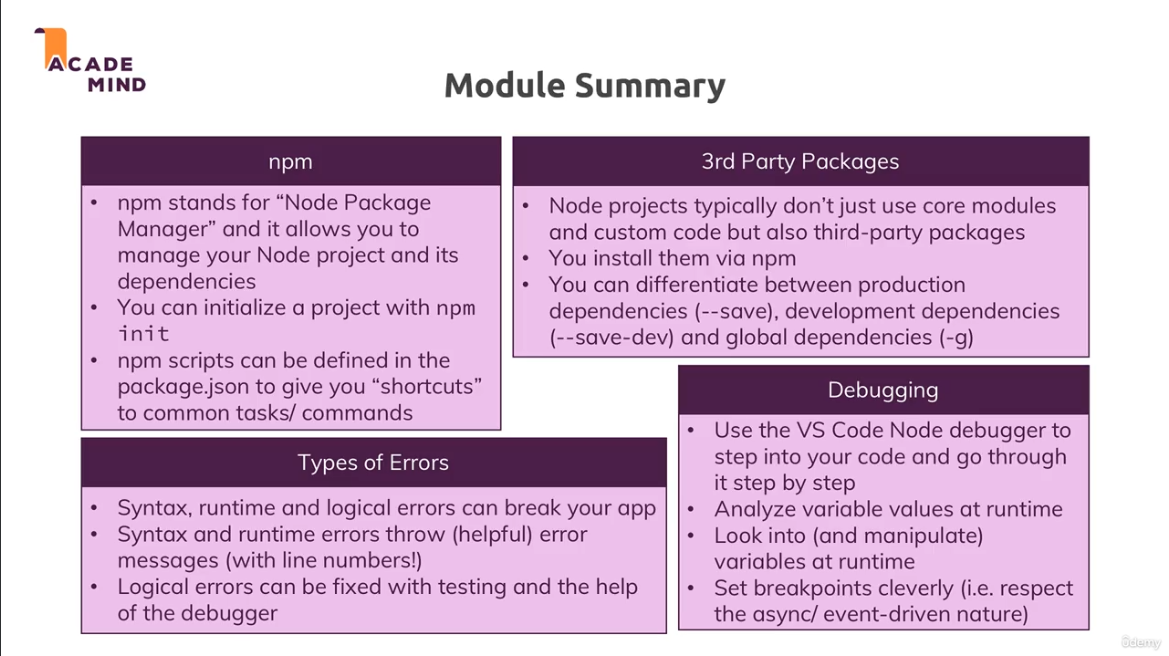 ACADE
MIND
Module Summary
npm
• npm stands for “Node Package
Manager” and it allows you to
manage your Node project and its
dependencies
• You can initialize a project with npm
init
• npm scripts can be defined in the
package.json to give you “shortcuts”
to common tasks/ commands
3rd Party Packages
• Node projects typically don’t just use core modules
and custom code but also third-party packages
• You install them via npm
• You can differentiate between production
dependencies (--save), development dependencies
(--save-dev) and global dependencies (-g)
Types of Errors
• Syntax, runtime and logical errors can break your app
• Syntax and runtime errors throw (helpful) error
messages (with line numbers!)
• Logical errors can be fixed with testing and the help
of the debugger
Debugging
• Use the VS Code Node debugger to
step into your code and go through
it step by step
• Analyze variable values at runtime
• Look into (and manipulate)
variables at runtime
• Set breakpoints cleverly (i.e. respect
the async/ event-driven nature)
ûdemy